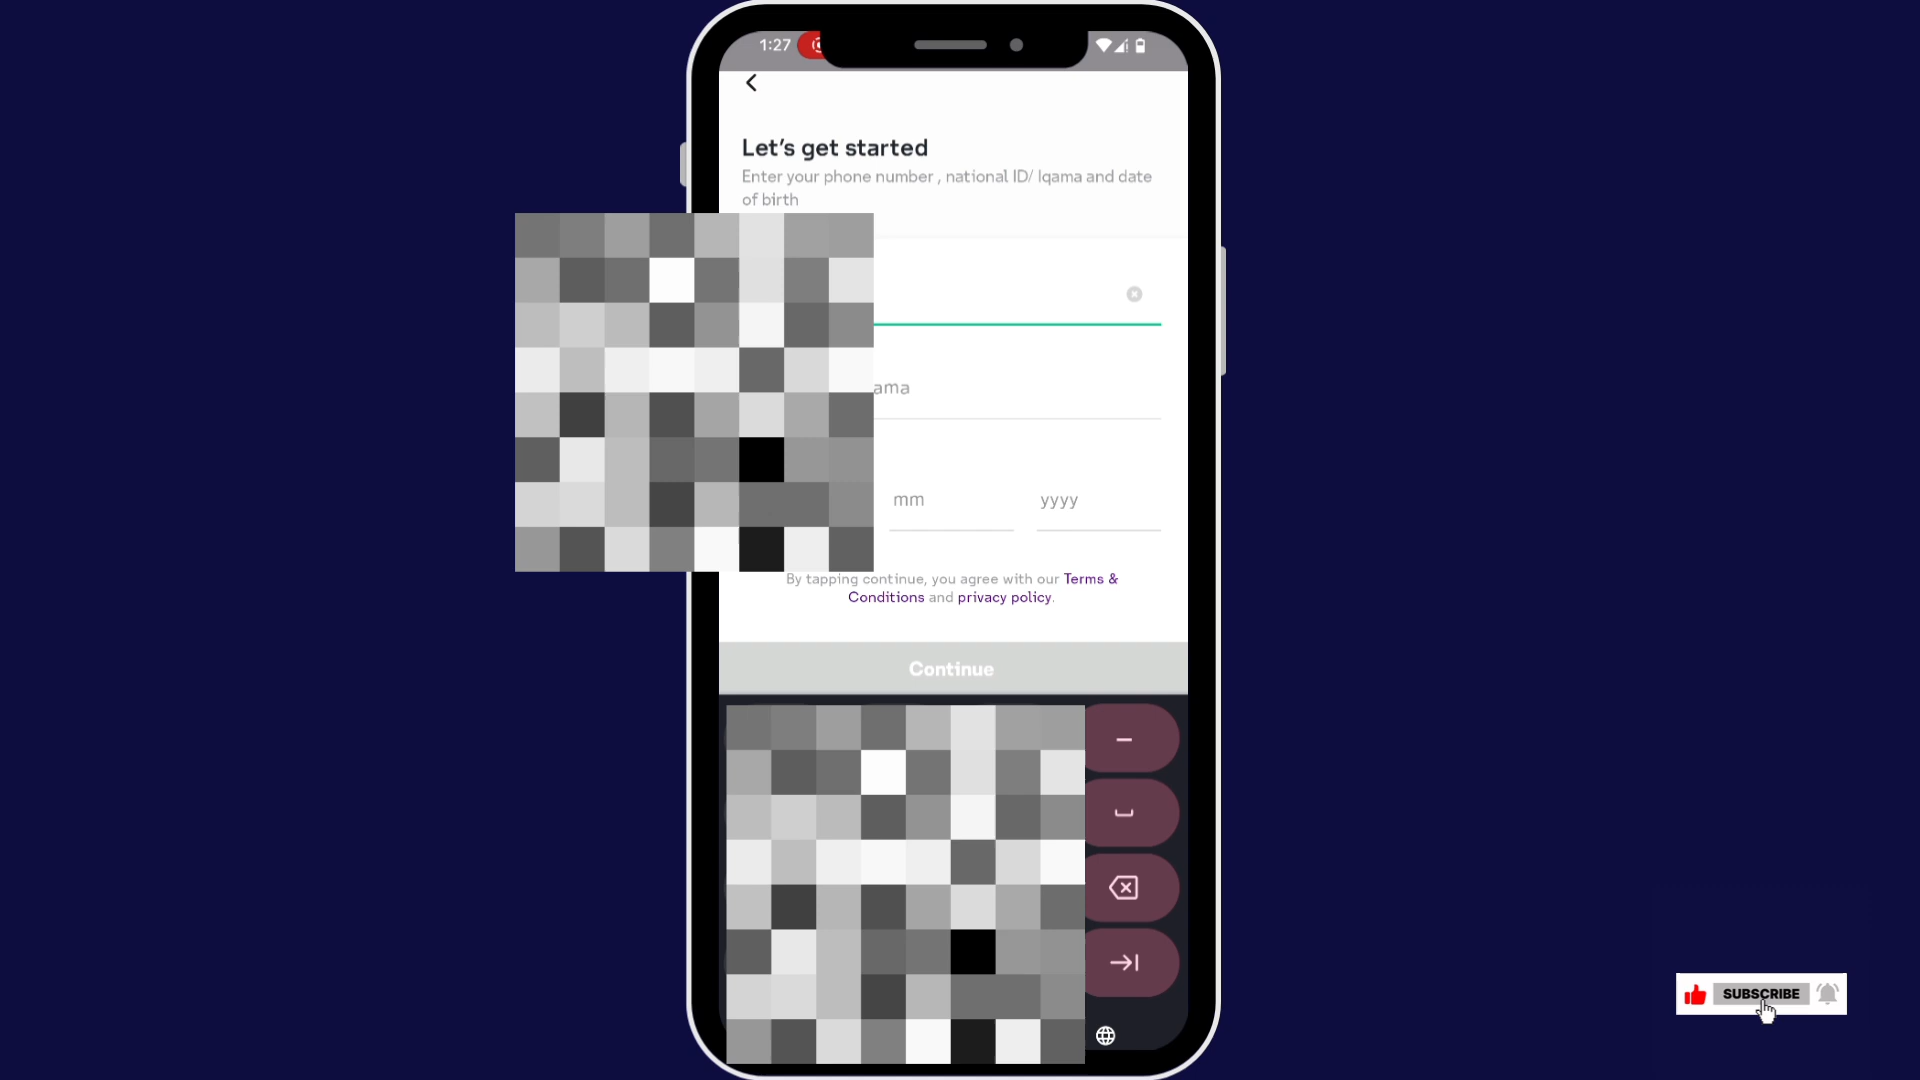 1:27
Let's get started
Enter your phone number , national ID/ Iqama and date
of birth
ama
mm
yyyy
By tapping continue, you agree with our Terms &
Conditions and privacy policy.
Continue
SUBSCRIBE